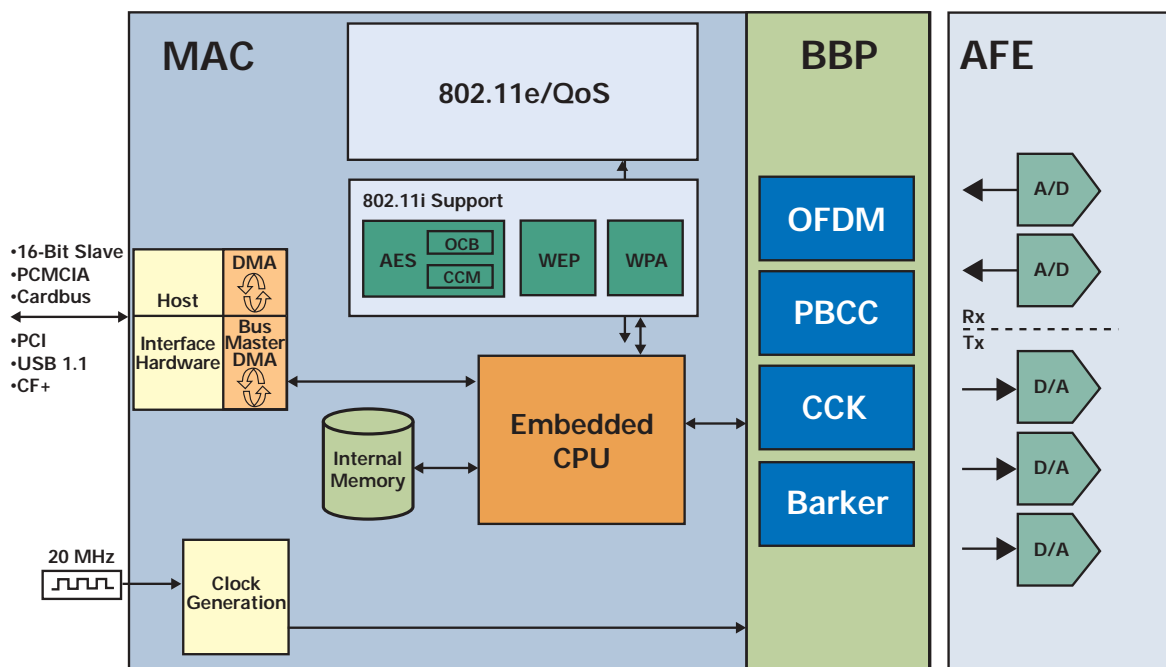 MAC
BBP
AFE
802.11e/QoS
802.11i Support
AES
OCB
CCM
WEP
WPA
•16-Bit Slave
•PCMCIA
•Cardbus
•PCI
•USB 1.1
•CF+
Host
Interface
Hardware
DMA
Bus
Master
DMA
Embedded
CPU
Internal
Memory
20 MHz
Clock
Generation
OFDM
PBCC
CCK
Barker
A/D
A/D
Rx
Tx
D/A
D/A
D/A